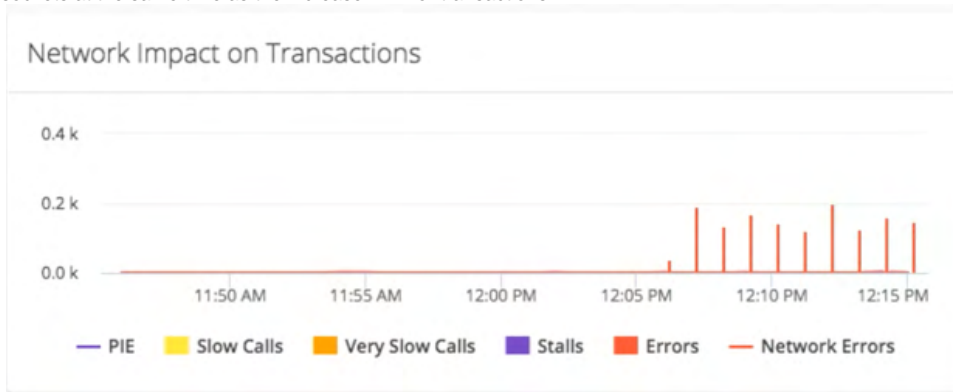 Network Impact on Transactions
0.4 k
0.2 k
0.0 k
11:50 AM 11:55 AM 12:00 PM 12:05 PM 12:10 PM 12:15 PM
PIE Slow Calls Very Slow Calls Stalls Errors Network Errors